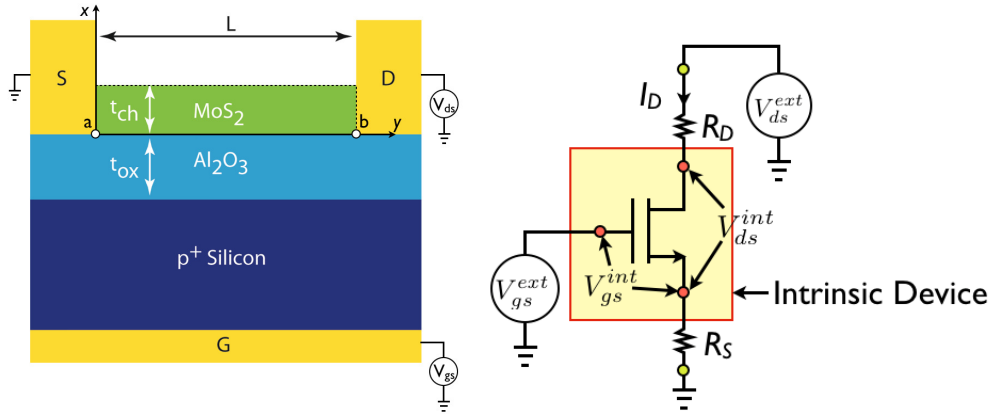 x
L
S
D
t_ch
MoS₂
V_ds
a
b
y
t_ox
Al₂O₃
p⁺ Silicon
G
V_gs
I_D
R_D
V_ds^ext
V_ds^int
V_gs^ext
V_gs^int
Intrinsic Device
R_S